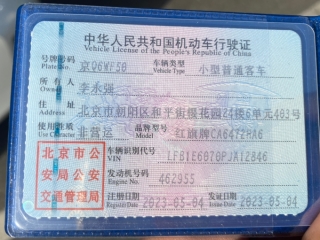 中华人民共和国机动车行驶证
Vehicle License of the People's Republic of China
号牌号码 京Q6WF50 车辆类型 小型普通客车
Plate No. Vehicle Type
所有人 李永强
Owner
住址 北京市朝阳区和平街樱花园24楼6单元403号
Address
使用性质 非营运 品牌型号 红旗牌CA6472HA6
Use Character Model
北京市公安局公安交通管理局
车辆识别代号
VIN
发动机号码 462955
Engine No.
注册日期 2023-05-04 发证日期 2023-05-04
Register Date Issue Date